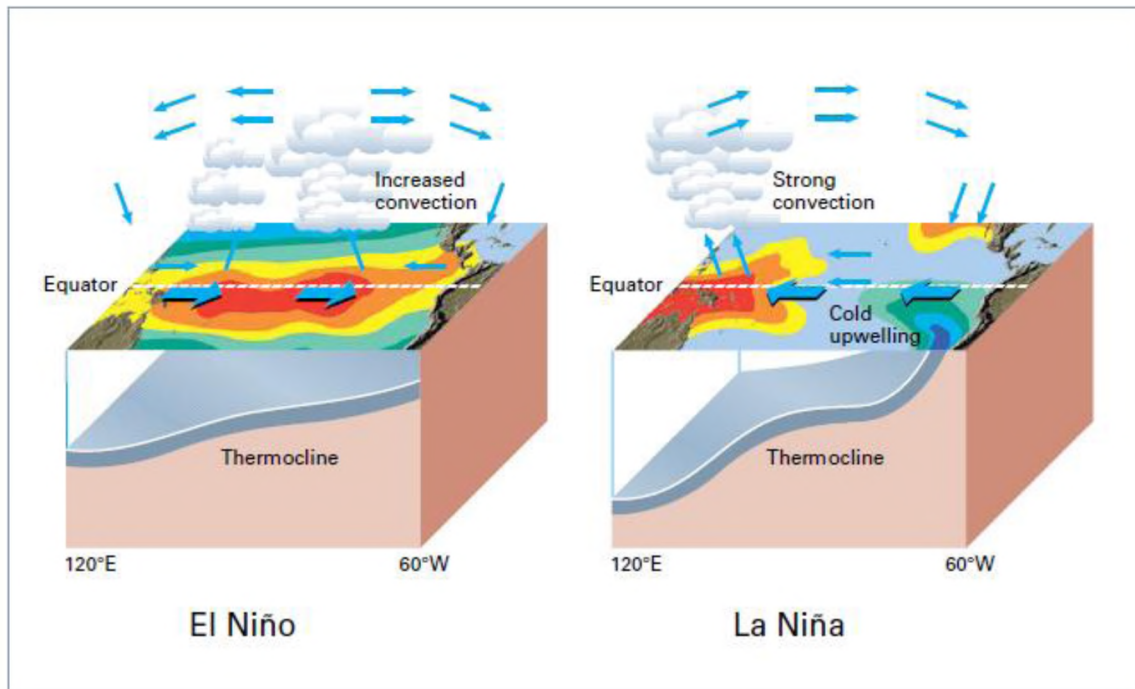 Increased
convection
Equator
Thermocline
120°E
60°W
El Niño
Strong
convection
Equator
Cold
upwelling
Thermocline
120°E
60°W
La Niña